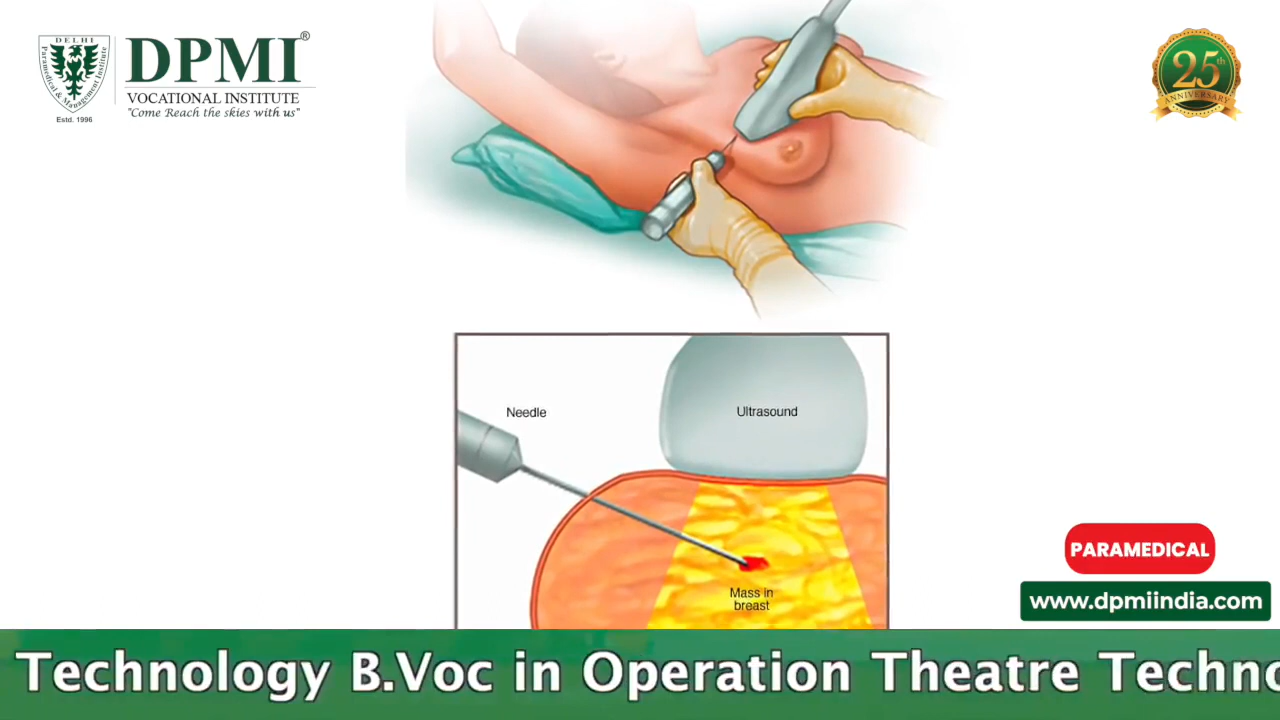 DELHI
Paramedical & Management Institute
Estd. 1996
DPMI®
VOCATIONAL INSTITUTE
"Come Reach the skies with us"
25th
ANNIVERSARY
Needle
Ultrasound
Mass in
breast
PARAMEDICAL
www.dpmiindia.com
Technology B.Voc in Operation Theatre Techno